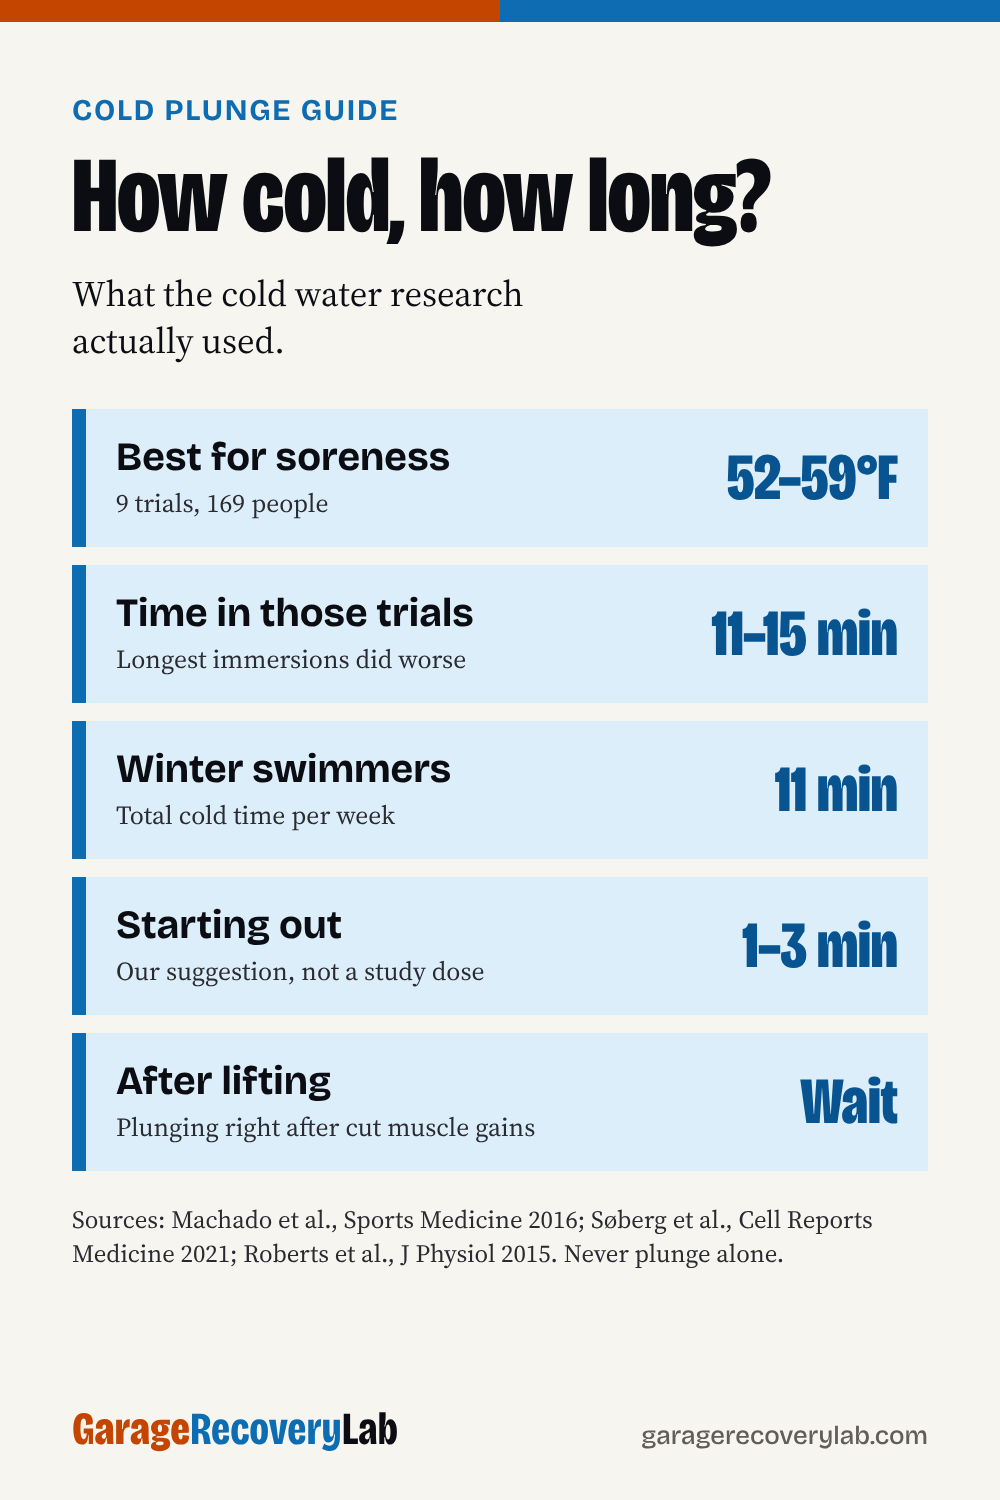 COLD PLUNGE GUIDE
How cold, how long?
What the cold water research
actually used.
Best for soreness
9 trials, 169 people
52–59°F
Time in those trials
Longest immersions did worse
11–15 min
Winter swimmers
Total cold time per week
11 min
Starting out
Our suggestion, not a study dose
1–3 min
After lifting
Plunging right after cut muscle gains
Wait
Sources: Machado et al., Sports Medicine 2016; Søberg et al., Cell Reports
Medicine 2021; Roberts et al., J Physiol 2015. Never plunge alone.
GarageRecoveryLab
garagerecoverylab.com